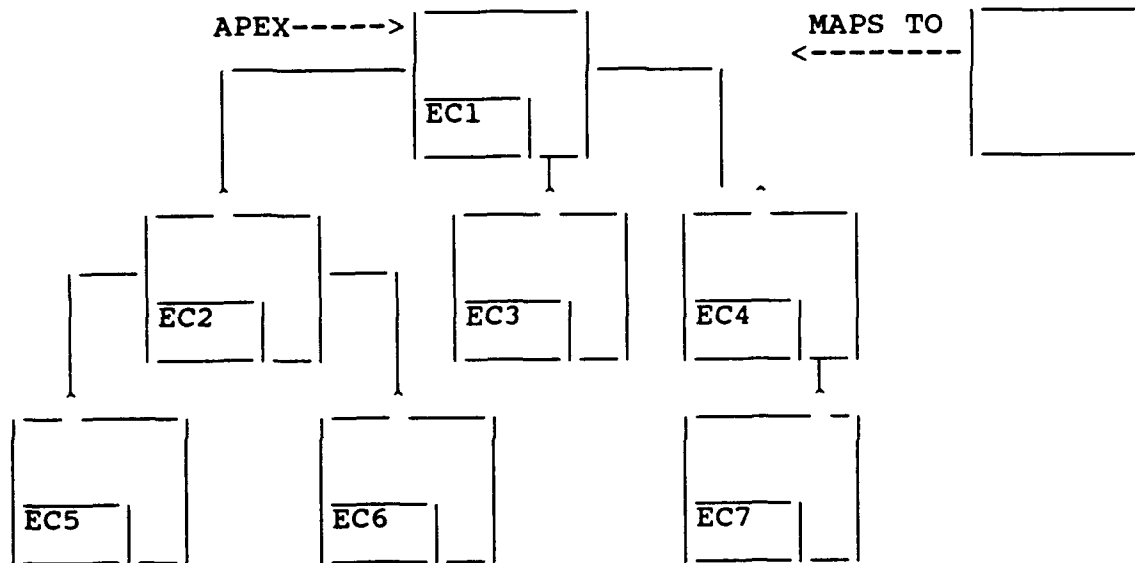 APEX----->
MAPS TO
<---------
EC1
EC2
EC3
EC4
EC5
EC6
EC7